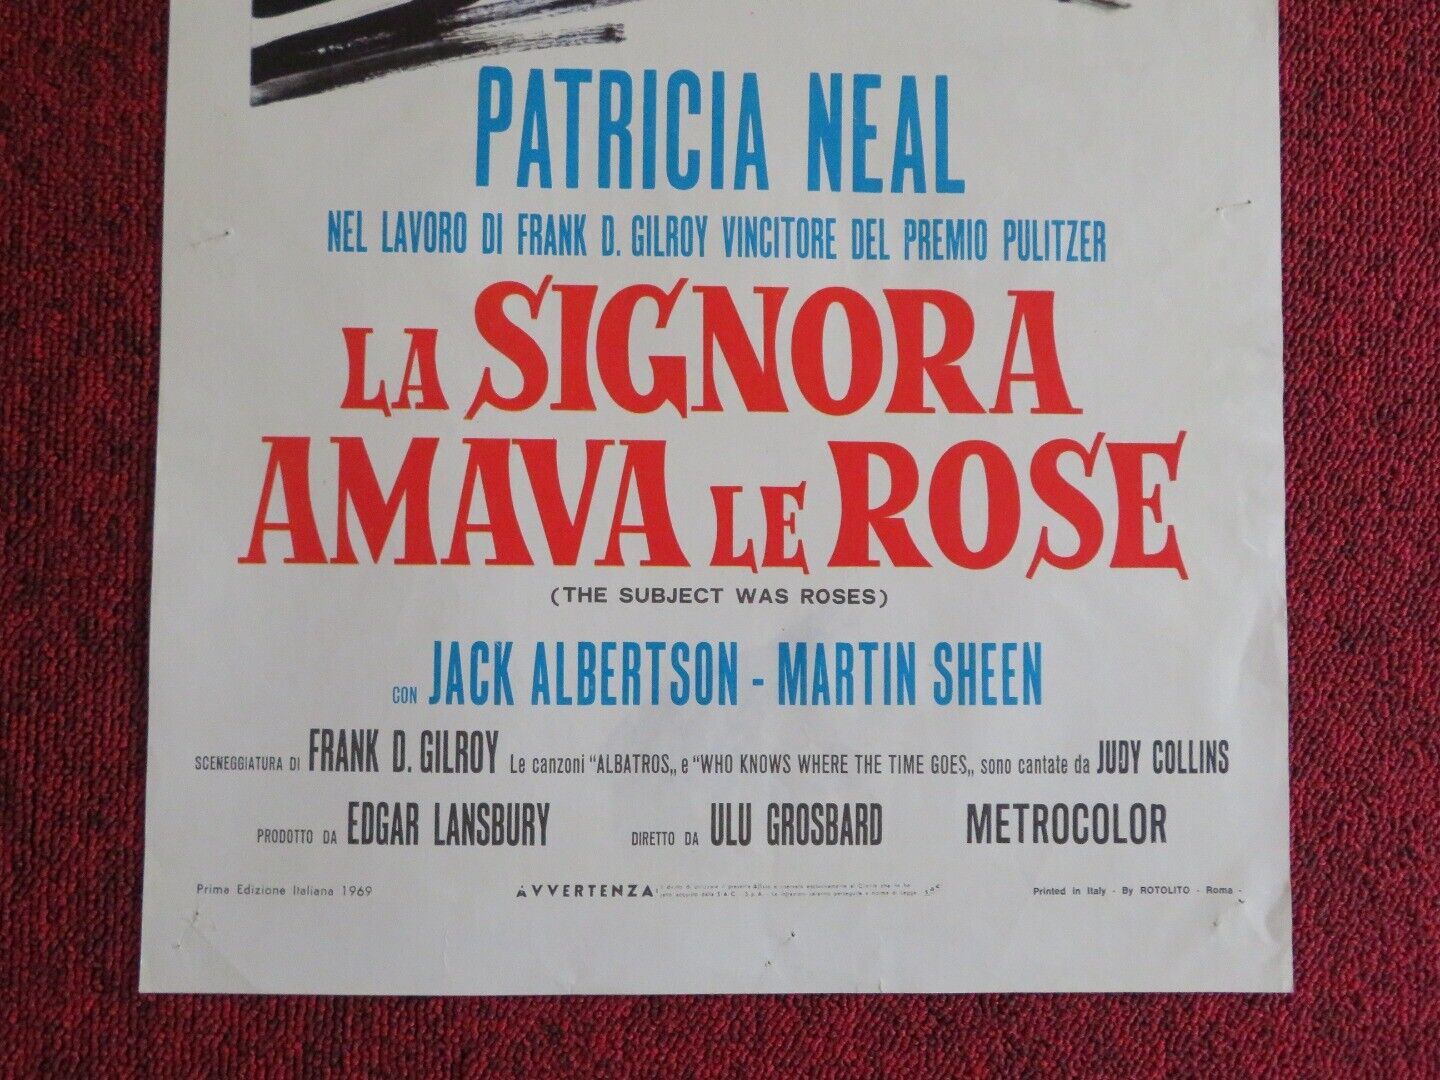 PATRICIA NEAL
NEL LAVORO DI FRANK D. GILROY VINCITORE DEL PREMIO PULITZER
LA SIGNORA
AMAVA LE ROSE
(THE SUBJECT WAS ROSES)
CON JACK ALBERTSON - MARTIN SHEEN
SCENEGGIATURA DI FRANK D. GILROY Le canzoni "ALBATROS„ e "WHO KNOWS WHERE THE TIME GOES„ sono cantate da JUDY COLLINS
PRODOTTO DA EDGAR LANSBURY DIRETTO DA ULU GROSBARD METROCOLOR
Prima Edizione Italiana 1969 AVVERTENZA Printed in Italy - By ROTOLITO - Roma -